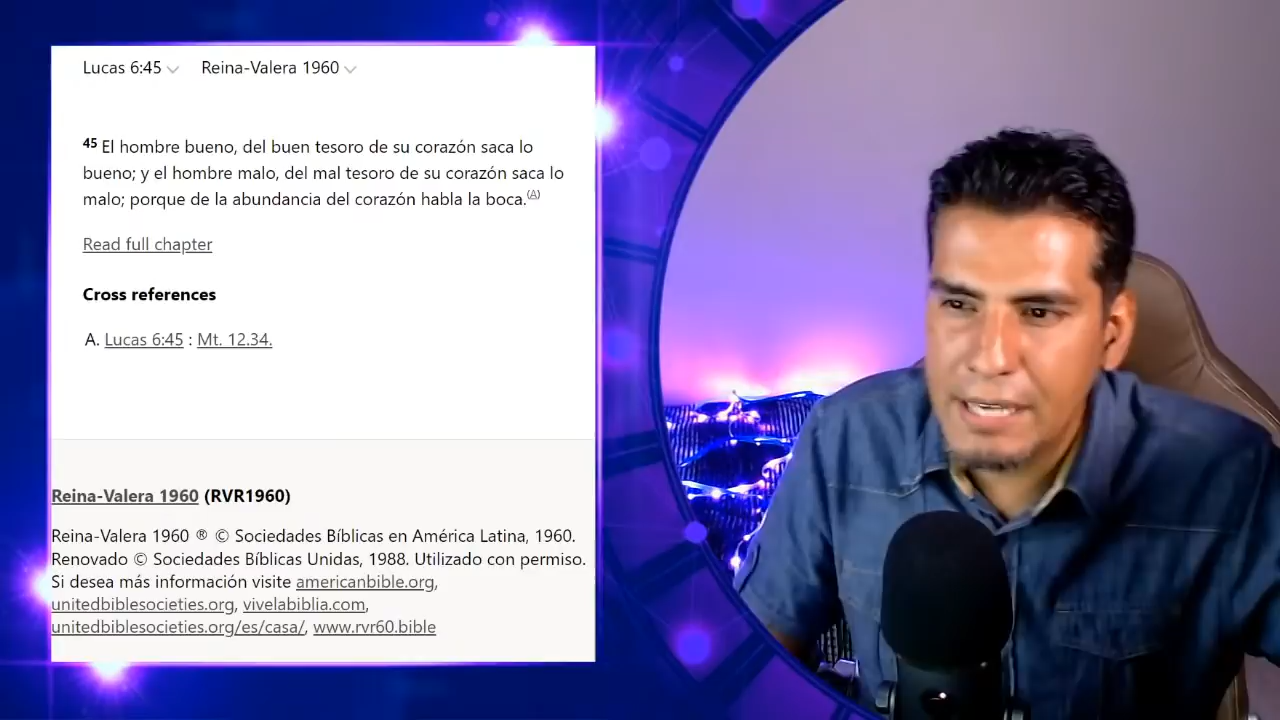 Lucas 6:45 Reina-Valera 1960
45 El hombre bueno, del buen tesoro de su corazón saca lo
bueno; y el hombre malo, del mal tesoro de su corazón saca lo
malo; porque de la abundancia del corazón habla la boca.(A)
Read full chapter
Cross references
A. Lucas 6:45 : Mt. 12.34.
Reina-Valera 1960 (RVR1960)
Reina-Valera 1960 ® © Sociedades Bíblicas en América Latina, 1960.
Renovado © Sociedades Bíblicas Unidas, 1988. Utilizado con permiso.
Si desea más información visite americanbible.org,
unitedbiblesocieties.org, vivelabiblia.com,
unitedbiblesocieties.org/es/casa/, www.rvr60.bible